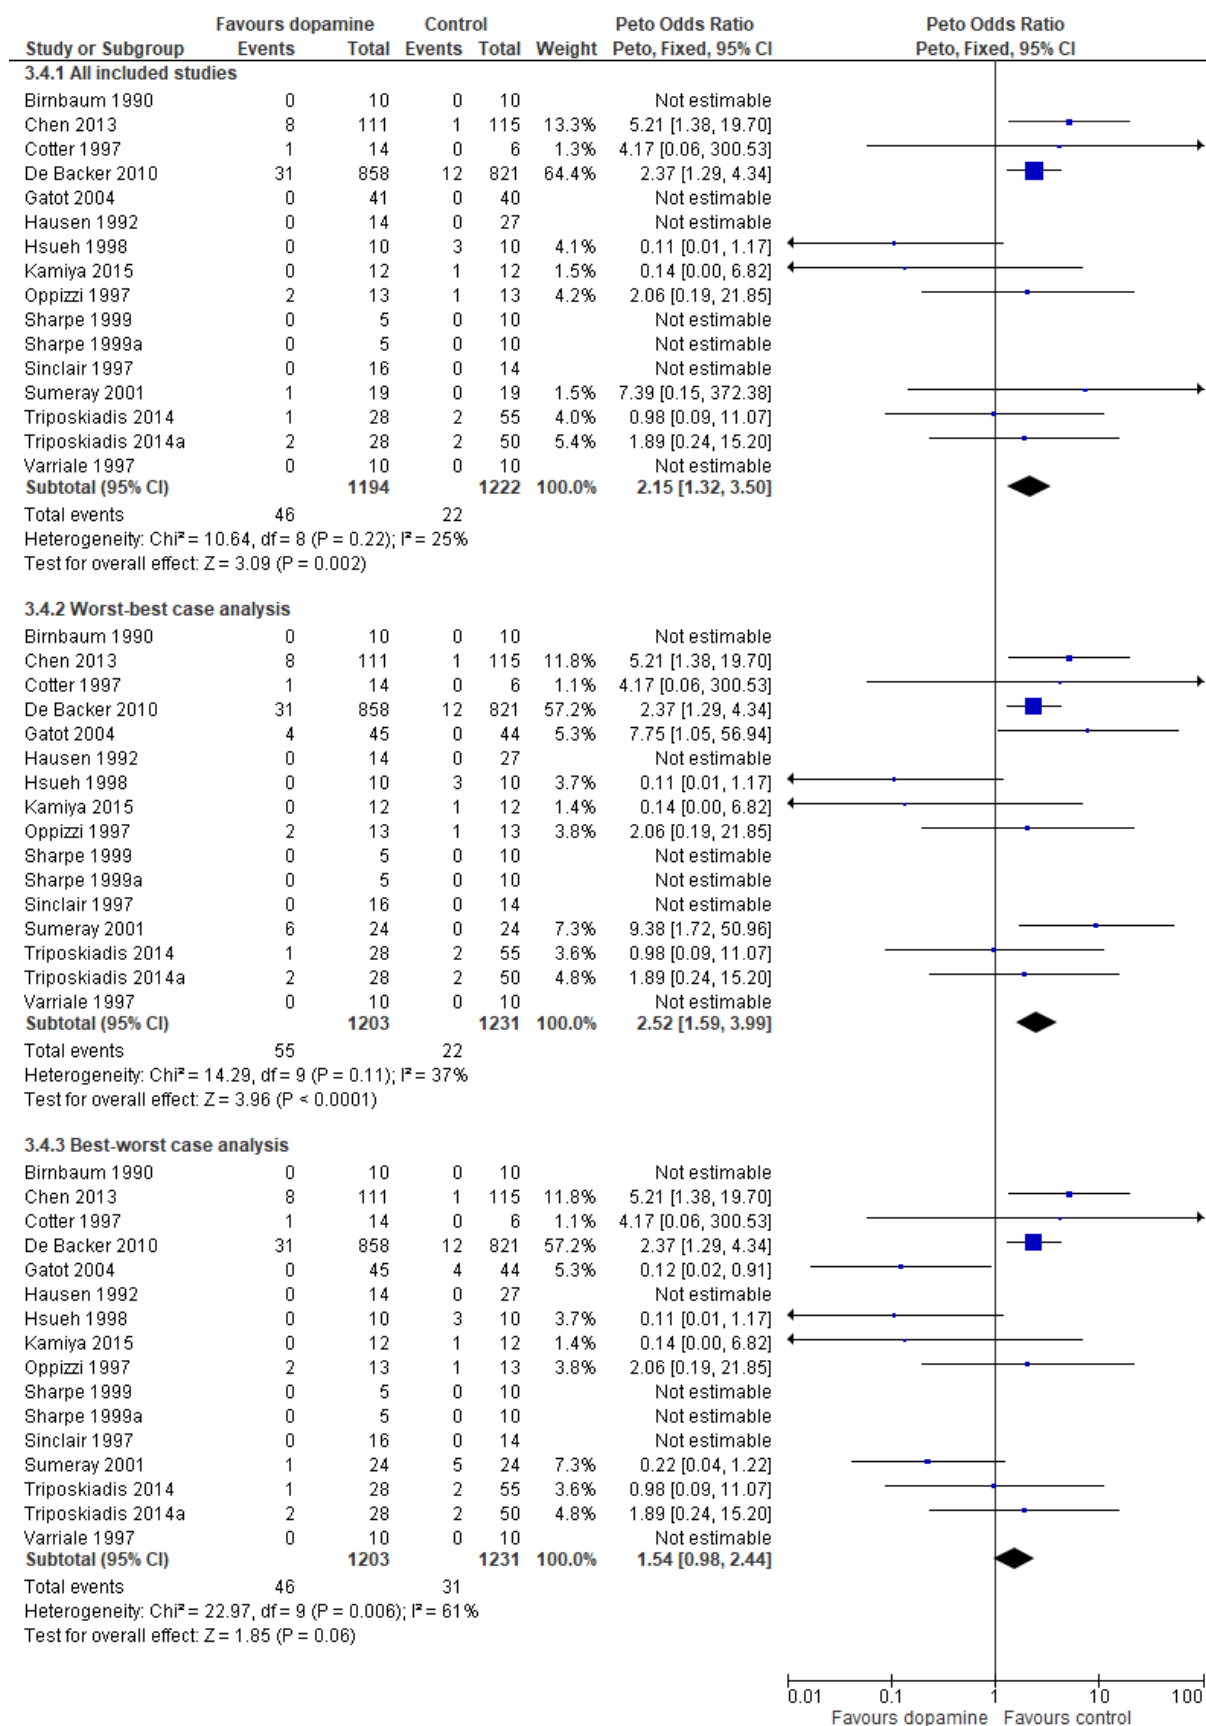 Favours dopamine Control Peto Odds Ratio Peto Odds Ratio
Study or Subgroup Events Total Events Total Weight Peto, Fixed, 95% CI Peto, Fixed, 95% CI
3.4.1 All included studies
Birnbaum 1990 0 10 0 10 Not estimable
Chen 2013 8 111 1 115 13.3% 5.21 [1.38, 19.70]
Cotter 1997 1 14 0 6 1.3% 4.17 [0.06, 300.53]
De Backer 2010 31 858 12 821 64.4% 2.37 [1.29, 4.34]
Gatot 2004 0 41 0 40 Not estimable
Hausen 1992 0 14 0 27 Not estimable
Hsueh 1998 0 10 3 10 4.1% 0.11 [0.01, 1.17]
Kamiya 2015 0 12 1 12 1.5% 0.14 [0.00, 6.82]
Oppizzi 1997 2 13 1 13 4.2% 2.06 [0.19, 21.85]
Sharpe 1999 0 5 0 10 Not estimable
Sharpe 1999a 0 5 0 10 Not estimable
Sinclair 1997 0 16 0 14 Not estimable
Sumeray 2001 1 19 0 19 1.5% 7.39 [0.15, 372.38]
Triposkiadis 2014 1 28 2 55 4.0% 0.98 [0.09, 11.07]
Triposkiadis 2014a 2 28 2 50 5.4% 1.89 [0.24, 15.20]
Varriale 1997 0 10 0 10 Not estimable
Subtotal (95% CI) 1194 1222 100.0% 2.15 [1.32, 3.50]
Total events 46 22
Heterogeneity: Chi² = 10.64, df = 8 (P = 0.22); I² = 25%
Test for overall effect: Z = 3.09 (P = 0.002)
3.4.2 Worst-best case analysis
Birnbaum 1990 0 10 0 10 Not estimable
Chen 2013 8 111 1 115 11.8% 5.21 [1.38, 19.70]
Cotter 1997 1 14 0 6 1.1% 4.17 [0.06, 300.53]
De Backer 2010 31 858 12 821 57.2% 2.37 [1.29, 4.34]
Gatot 2004 4 45 0 44 5.3% 7.75 [1.05, 56.94]
Hausen 1992 0 14 0 27 Not estimable
Hsueh 1998 0 10 3 10 3.7% 0.11 [0.01, 1.17]
Kamiya 2015 0 12 1 12 1.4% 0.14 [0.00, 6.82]
Oppizzi 1997 2 13 1 13 3.8% 2.06 [0.19, 21.85]
Sharpe 1999 0 5 0 10 Not estimable
Sharpe 1999a 0 5 0 10 Not estimable
Sinclair 1997 0 16 0 14 Not estimable
Sumeray 2001 6 24 0 24 7.3% 9.38 [1.72, 50.96]
Triposkiadis 2014 1 28 2 55 3.6% 0.98 [0.09, 11.07]
Triposkiadis 2014a 2 28 2 50 4.8% 1.89 [0.24, 15.20]
Varriale 1997 0 10 0 10 Not estimable
Subtotal (95% CI) 1203 1231 100.0% 2.52 [1.59, 3.99]
Total events 55 22
Heterogeneity: Chi² = 14.29, df = 9 (P = 0.11); I² = 37%
Test for overall effect: Z = 3.96 (P < 0.0001)
3.4.3 Best-worst case analysis
Birnbaum 1990 0 10 0 10 Not estimable
Chen 2013 8 111 1 115 11.8% 5.21 [1.38, 19.70]
Cotter 1997 1 14 0 6 1.1% 4.17 [0.06, 300.53]
De Backer 2010 31 858 12 821 57.2% 2.37 [1.29, 4.34]
Gatot 2004 0 45 4 44 5.3% 0.12 [0.02, 0.91]
Hausen 1992 0 14 0 27 Not estimable
Hsueh 1998 0 10 3 10 3.7% 0.11 [0.01, 1.17]
Kamiya 2015 0 12 1 12 1.4% 0.14 [0.00, 6.82]
Oppizzi 1997 2 13 1 13 3.8% 2.06 [0.19, 21.85]
Sharpe 1999 0 5 0 10 Not estimable
Sharpe 1999a 0 5 0 10 Not estimable
Sinclair 1997 0 16 0 14 Not estimable
Sumeray 2001 1 24 5 24 7.3% 0.22 [0.04, 1.22]
Triposkiadis 2014 1 28 2 55 3.6% 0.98 [0.09, 11.07]
Triposkiadis 2014a 2 28 2 50 4.8% 1.89 [0.24, 15.20]
Varriale 1997 0 10 0 10 Not estimable
Subtotal (95% CI) 1203 1231 100.0% 1.54 [0.98, 2.44]
Total events 46 31
Heterogeneity: Chi² = 22.97, df = 9 (P = 0.006); I² = 61%
Test for overall effect: Z = 1.85 (P = 0.06)
0.01 0.1 1 10 100
Favours dopamine Favours control